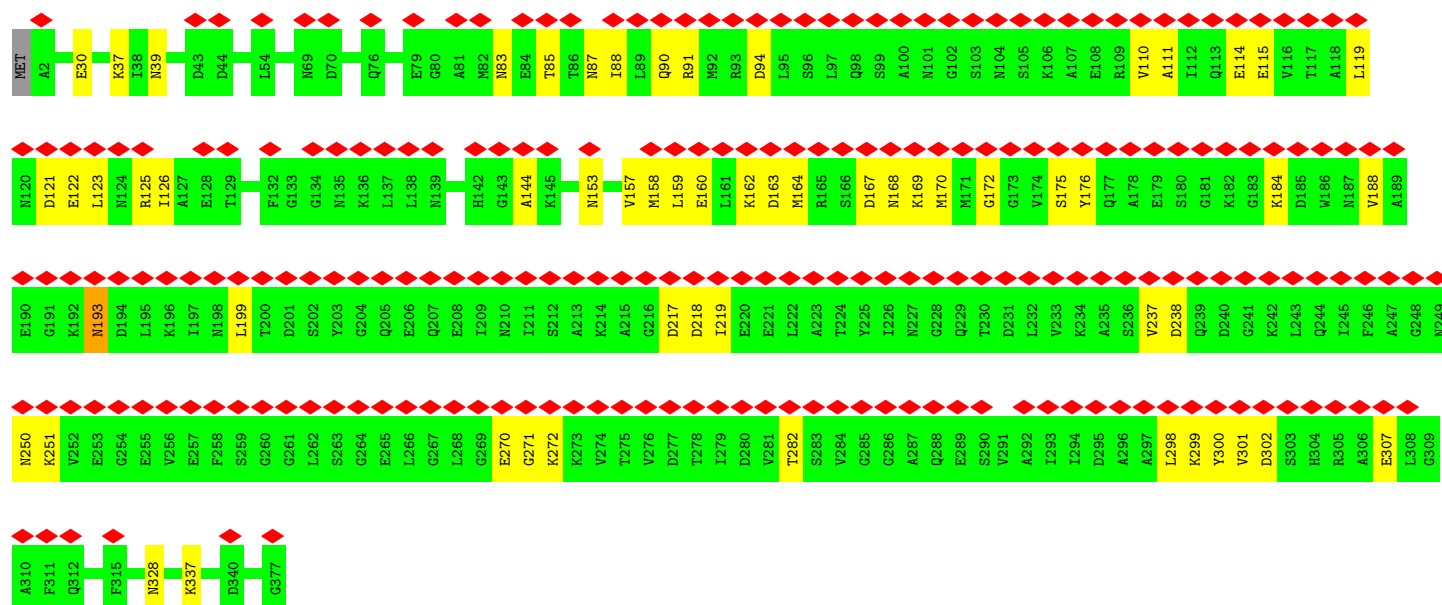 MET A2 E30 K37 I38 N39 D43 D44 L54 N69 D70 Q76 E79 G80 A81 M82 N83 E84 T85 T86 N87 I88 L89 Q90 R91 M92 R93 D94 L95 S96 L97 Q98 S99 A100 N101 G102 S103 N104 S105 K106 A107 E108 R109 V110 A111 I112 Q113 E114 E115 V116 T117 A118 L119
N120 D121 E122 L123 N124 R125 I126 A127 E128 T129 F132 G133 G134 N135 K136 L137 L138 N139 H142 G143 A144 K145 N153 V157 M158 L159 E160 L161 K162 D163 M164 R165 S166 D167 N168 K169 M170 M171 G172 G173 V174 S175 Y176 Q177 A178 E179 S180 G181 K182 G183 K184 D185 W186 N187 V188 A189
E190 G191 K192 N193 D194 L195 K196 I197 N198 L199 T200 D201 S202 Y203 G204 Q205 E206 Q207 E208 I209 N210 I211 S212 A213 K214 A215 G216 D217 D218 I219 E220 E221 L222 A223 T224 Y225 I226 N227 G228 Q229 T230 D231 L232 V233 K234 A235 S236 V237 D238 Q239 D240 G241 K242 L243 Q244 I245 F246 A247 G248 N249
N250 K251 V252 E253 G254 E255 V256 E257 F258 S259 G260 G261 L262 S263 G264 E265 L266 G267 L268 G269 E270 G271 K272 K273 V274 T275 V276 D277 T278 I279 D280 V281 T282 S283 V284 G285 G286 A287 Q288 E289 S290 V291 A292 I293 I294 D295 A296 A297 L298 K299 Y300 V301 D302 S303 H304 R305 A306 E307 L308 G309
A310 F311 Q312 F315 N328 K337 D340 G377